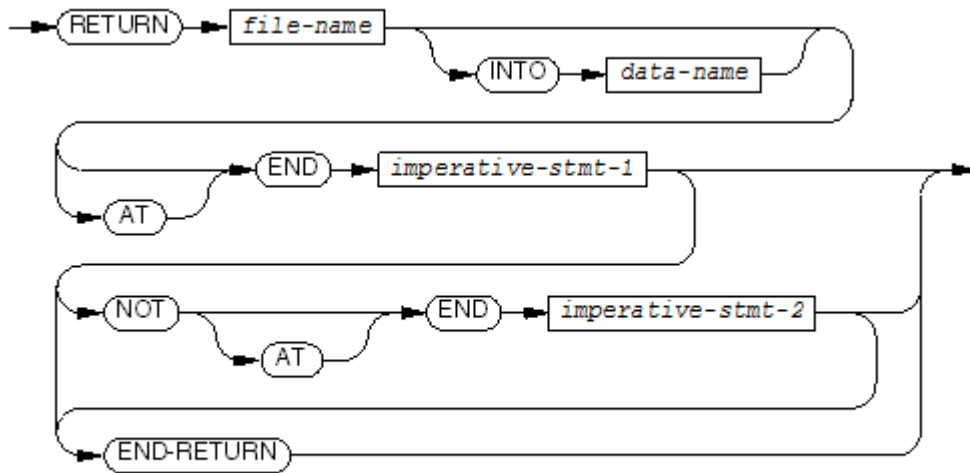 RETURN file-name
INTO data-name
END imperative-stmt-1
AT
NOT END imperative-stmt-2
AT
END-RETURN